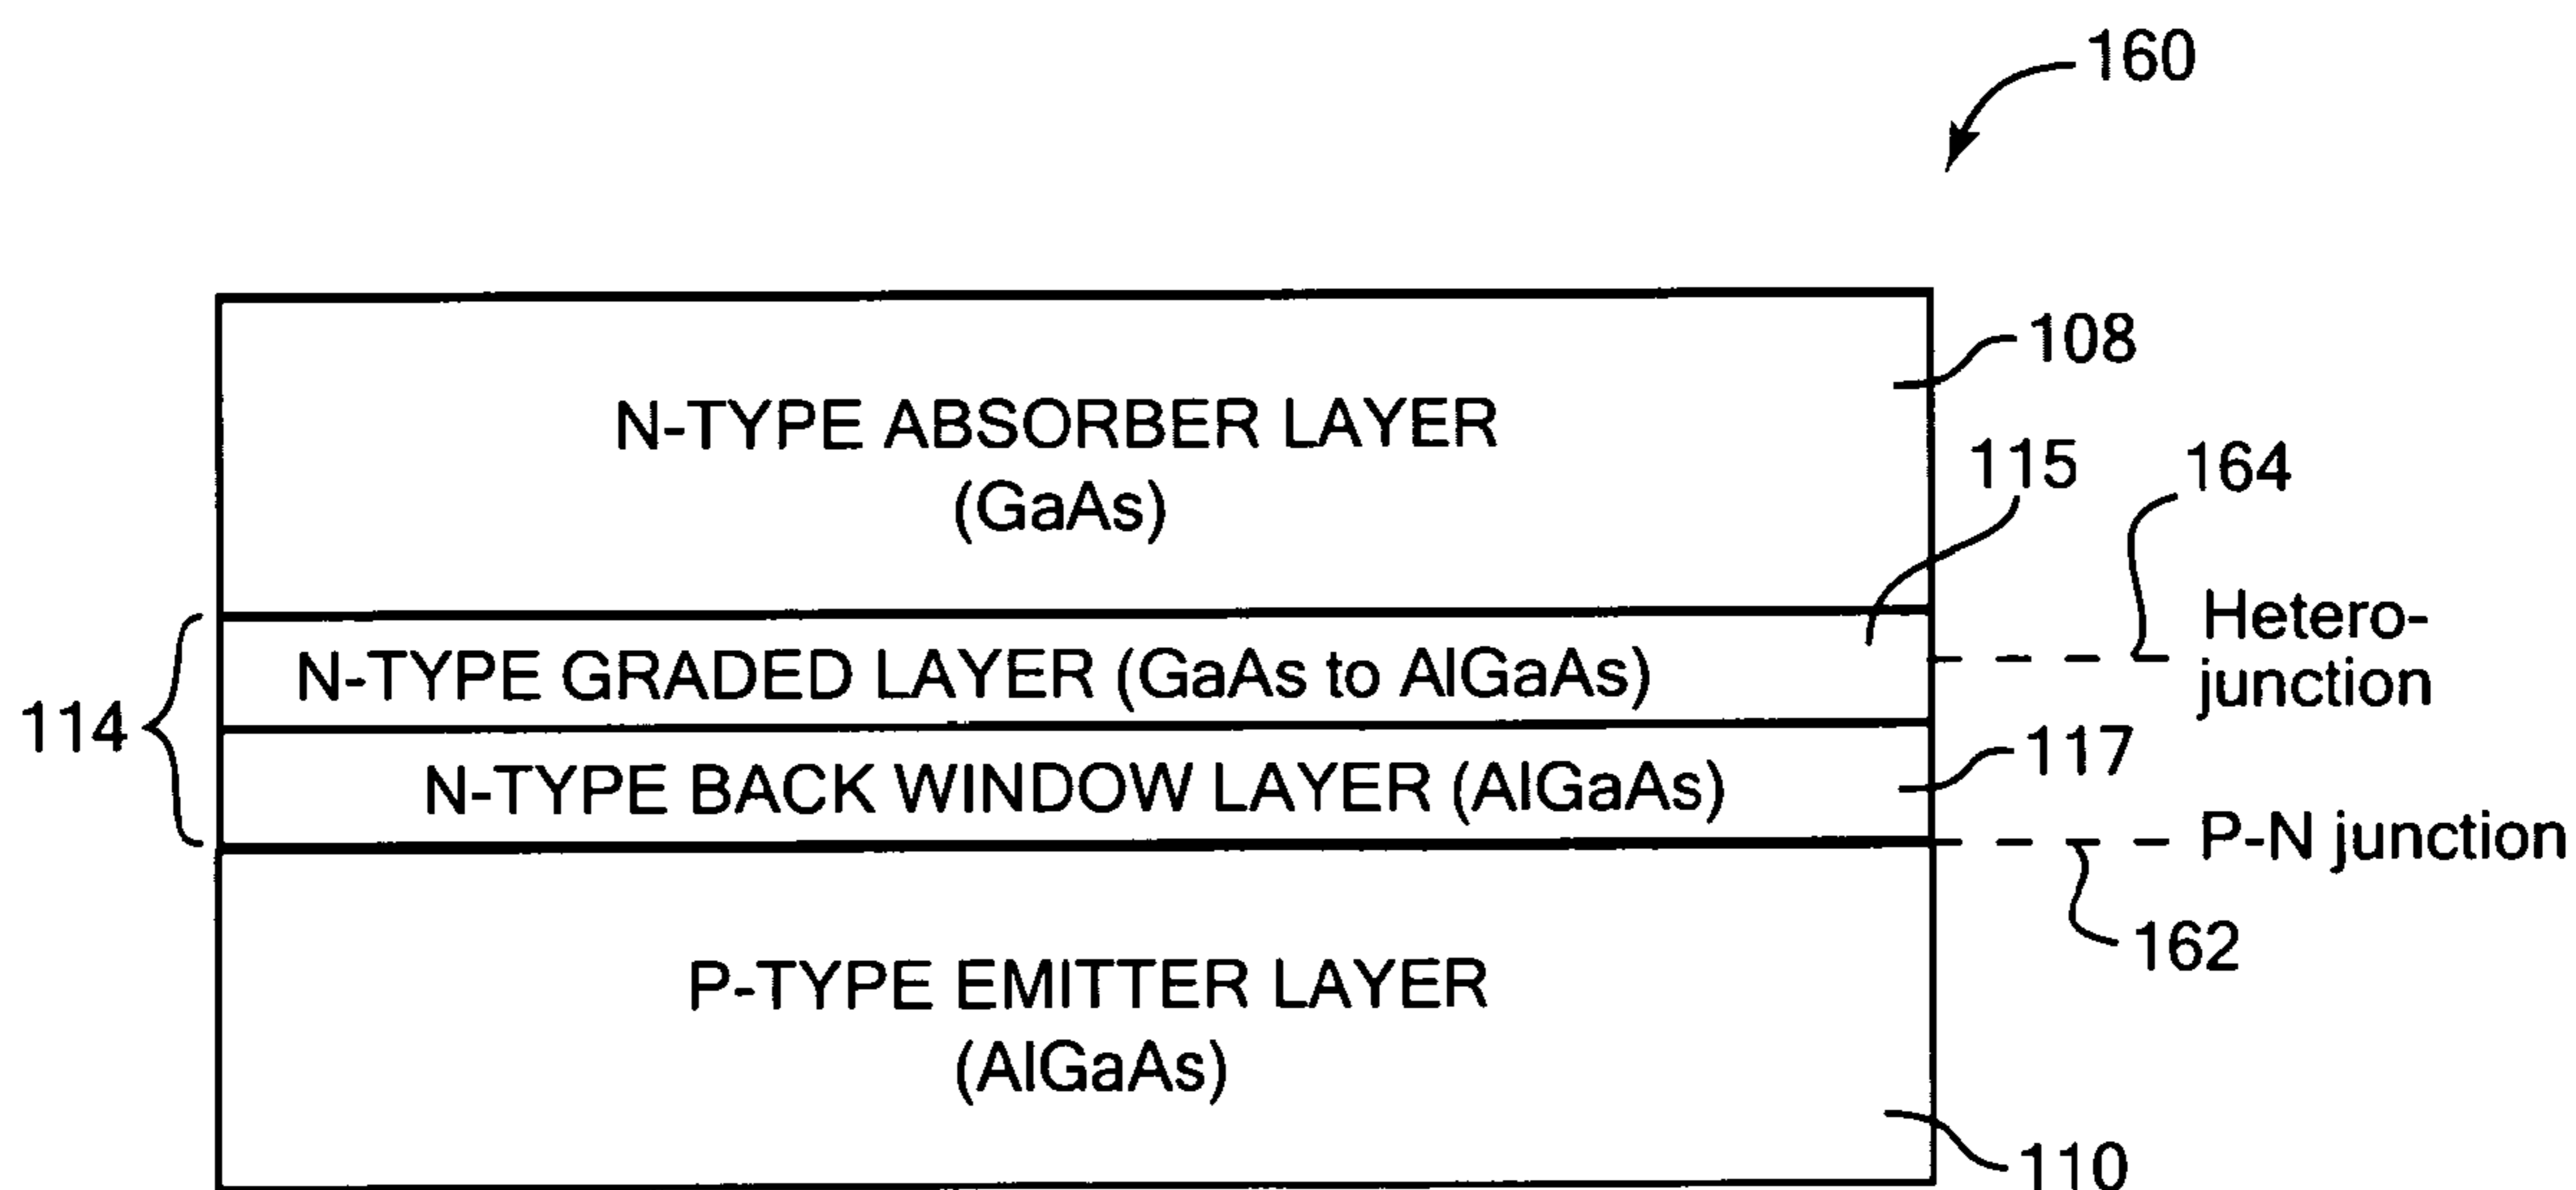 160
108
N-TYPE ABSORBER LAYER
(GaAs)
115
164
Hetero-
junction
N-TYPE GRADED LAYER (GaAs to AlGaAs)
114
117
N-TYPE BACK WINDOW LAYER (AlGaAs)
P-N junction
162
P-TYPE EMITTER LAYER
(AlGaAs)
110